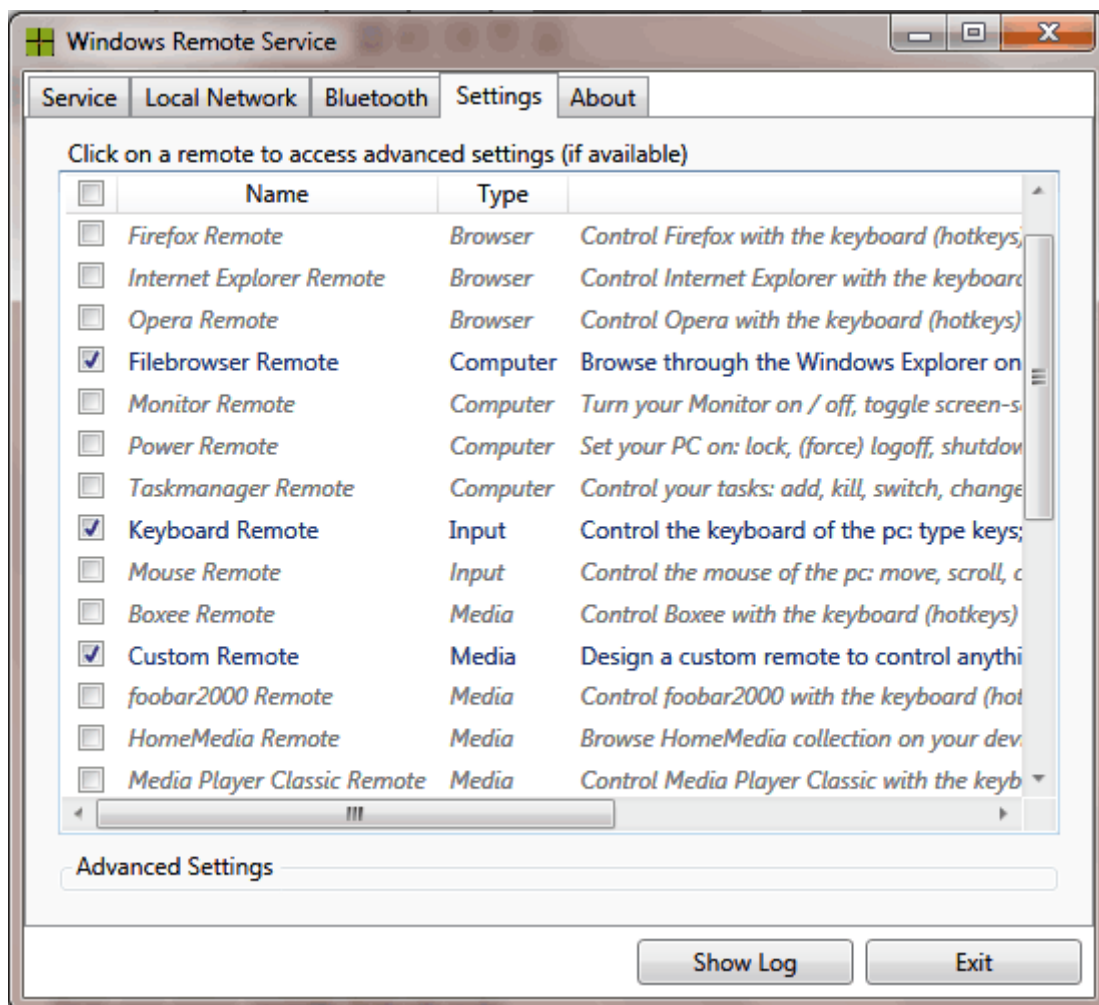 Windows Remote Service
Service Local Network Bluetooth Settings About
Click on a remote to access advanced settings (if available)
Name Type
Firefox Remote Browser Control Firefox with the keyboard (hotkeys)
Internet Explorer Remote Browser Control Internet Explorer with the keyboard
Opera Remote Browser Control Opera with the keyboard (hotkeys)
Filebrowser Remote Computer Browse through the Windows Explorer on
Monitor Remote Computer Turn your Monitor on / off, toggle screen-s
Power Remote Computer Set your PC on: lock, (force) logoff, shutdow
Taskmanager Remote Computer Control your tasks: add, kill, switch, change
Keyboard Remote Input Control the keyboard of the pc: type keys;
Mouse Remote Input Control the mouse of the pc: move, scroll, c
Boxee Remote Media Control Boxee with the keyboard (hotkeys)
Custom Remote Media Design a custom remote to control anythi
foobar2000 Remote Media Control foobar2000 with the keyboard (hot
HomeMedia Remote Media Browse HomeMedia collection on your devi
Media Player Classic Remote Media Control Media Player Classic with the keyb
Advanced Settings
Show Log Exit